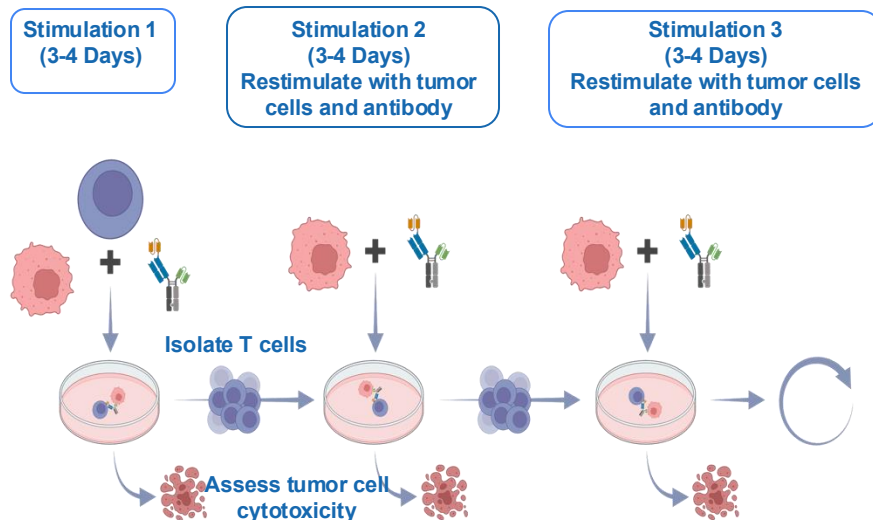 Stimulation 1
(3-4 Days)
Stimulation 2
(3-4 Days)
Restimulate with tumor
cells and antibody
Stimulation 3
(3-4 Days)
Restimulate with tumor cells
and antibody
Isolate T cells
Assess tumor cell
cytotoxicity